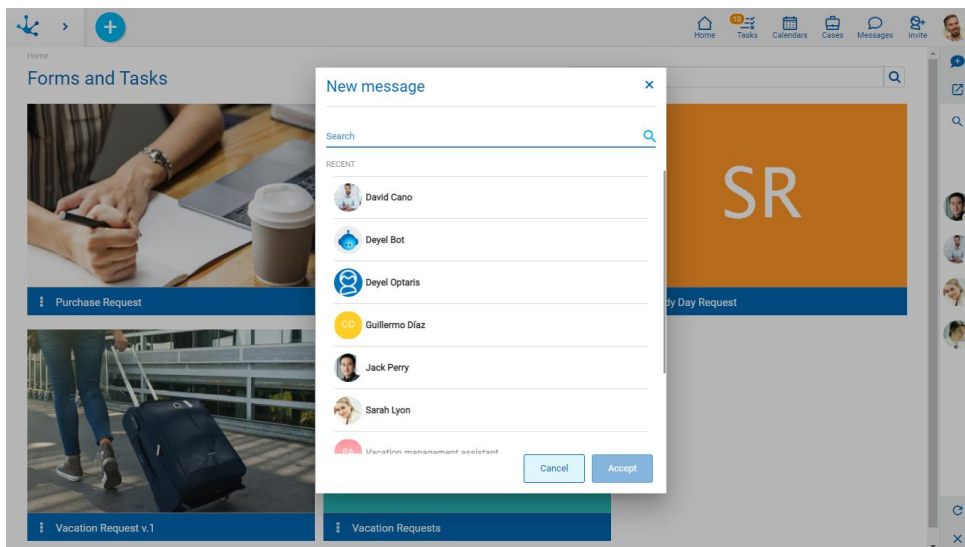 10
Home
Tasks
Calendars
Cases
Messages
Invite
Home
Forms and Tasks
New message
×
Search
RECENT
David Cano
Deyel Bot
Deyel Optaris
GD
Guillermo Díaz
Jack Perry
Sarah Lyon
PA
Vacation management assistant
Cancel
Accept
SR
Purchase Request
dy Day Request
Vacation Request v.1
Vacation Requests